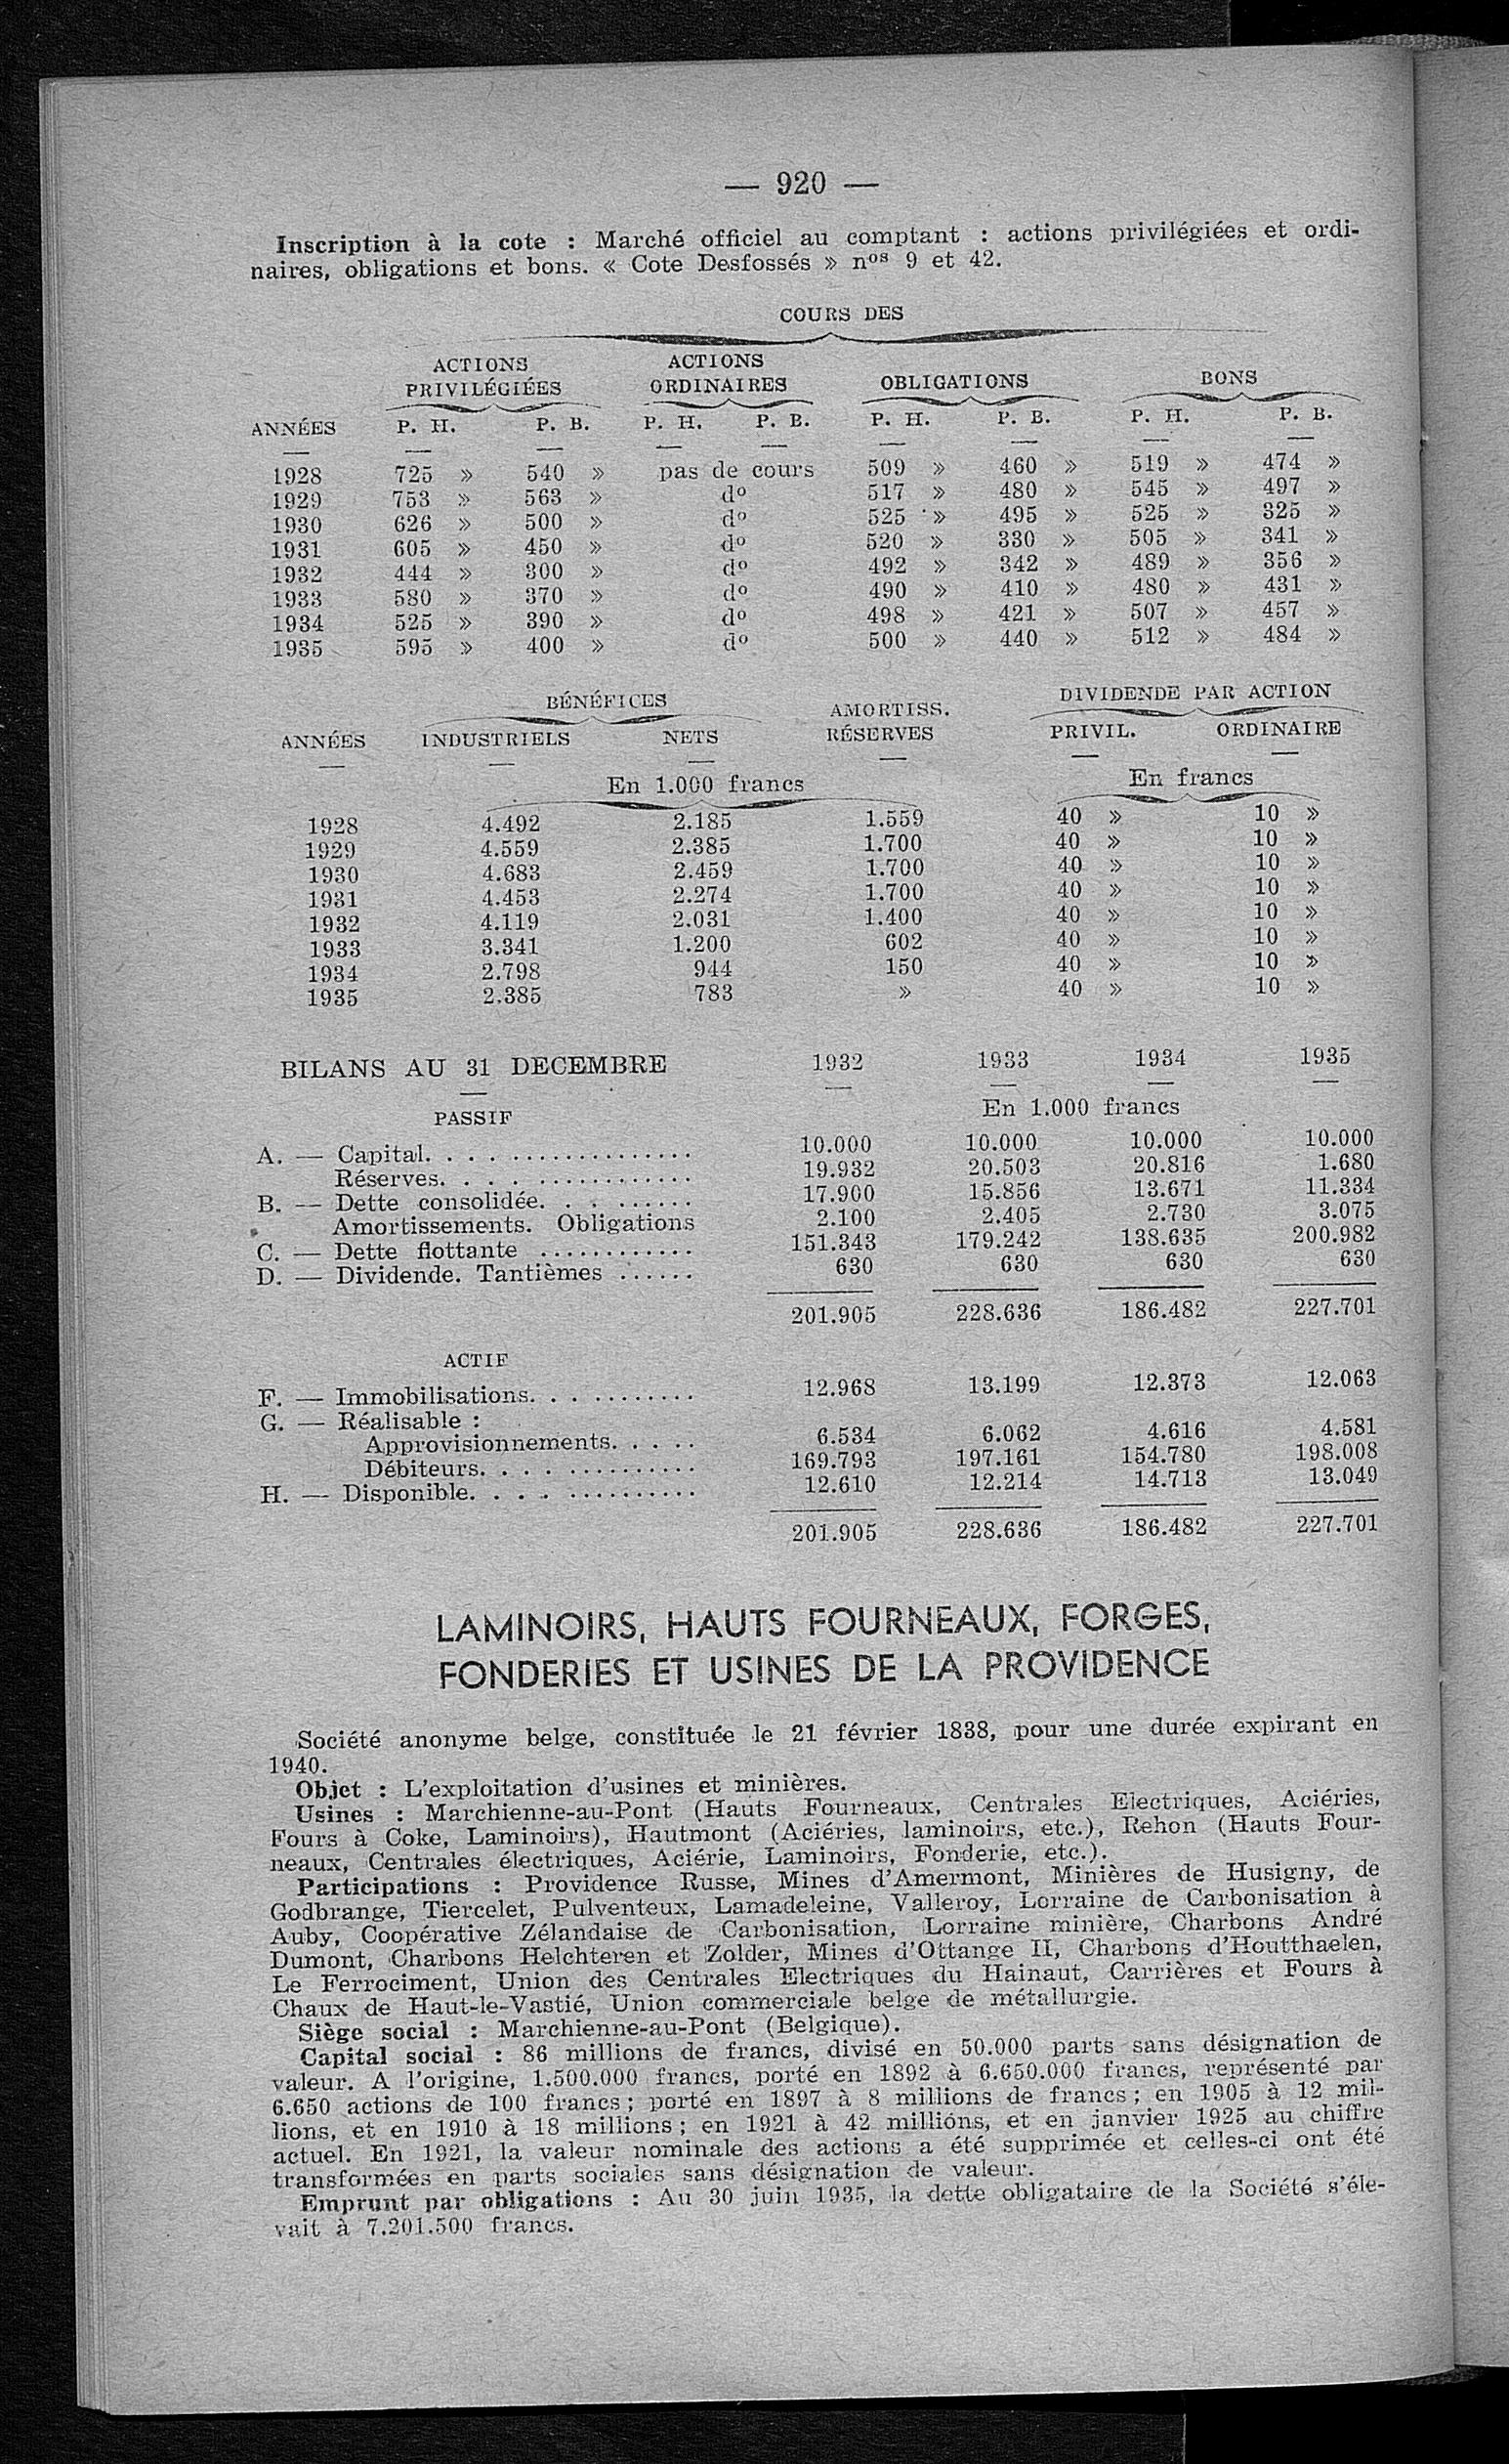 — 920 —
Inscription à la cote : Marché officiel au comptant : actions privilégiées et ordi-
naires, obligations et bons. « Cote Desfossés » nos 9 et 42.
COURS DES
ACTIONS PRIVILÉGIÉES ACTIONS ORDINAIRES OBLIGATIONS BONS
ANNÉES P. H. P. B. P. H. P. B. P. H. P. B. P. H. P. B.
1928 725 » 540 » pas de cours 509 » 460 » 519 » 474 »
1929 753 » 563 » do 517 » 480 » 545 » 497 »
1930 626 » 500 » do 525 » 495 » 525 » 325 »
1931 605 » 450 » do 520 » 330 » 505 » 341 »
1932 444 » 300 » do 492 » 342 » 489 » 356 »
1933 580 » 370 » do 490 » 410 » 480 » 431 »
1934 525 » 390 » do 498 » 421 » 507 » 457 »
1935 595 » 400 » do 500 » 440 » 512 » 484 »
BÉNÉFICES AMORTISS. DIVIDENDE PAR ACTION
ANNÉES INDUSTRIELS NETS RÉSERVES PRIVIL. ORDINAIRE
En 1.000 francs En francs
1928 4.492 2.185 1.559 40 » 10 »
1929 4.559 2.385 1.700 40 » 10 »
1930 4.683 2.459 1.700 40 » 10 »
1931 4.453 2.274 1.700 40 » 10 »
1932 4.119 2.031 1.400 40 » 10 »
1933 3.341 1.200 602 40 » 10 »
1934 2.798 944 150 40 » 10 »
1935 2.385 783 » 40 » 10 »
BILANS AU 31 DECEMBRE 1932 1933 1934 1935
PASSIF En 1.000 francs
A. — Capital. . . . . . . . . . . . . . . . . . 10.000 10.000 10.000 10.000
Réserves. . . . . . . . . . . . . . . . . 19.932 20.503 20.816 1.680
B. — Dette consolidée. . . . . . . . . . 17.900 15.856 13.671 11.334
Amortissements. Obligations 2.100 2.405 2.730 3.075
C. — Dette flottante . . . . . . . . . . . . 151.343 179.242 138.635 200.982
D. — Dividende. Tantièmes . . . . . . 630 630 630 630
201.905 228.636 186.482 227.701
ACTIF
F. — Immobilisations. . . . . . . . . . . . 12.968 13.199 12.373 12.063
G. — Réalisable :
Approvisionnements. . . . . . 6.534 6.062 4.616 4.581
Débiteurs. . . . . . . . . . . . . . 169.793 197.161 154.780 198.008
H. — Disponible. . . . . . . . . . . . . . . 12.610 12.214 14.713 13.049
201.905 228.636 186.482 227.701
LAMINOIRS, HAUTS FOURNEAUX, FORGES,
FONDERIES ET USINES DE LA PROVIDENCE
Société anonyme belge, constituée le 21 février 1838, pour une durée expirant en
1940.
Objet : L'exploitation d'usines et minières.
Usines : Marchienne-au-Pont (Hauts Fourneaux, Centrales Electriques, Aciéries,
Fours à Coke, Laminoirs), Hautmont (Aciéries, laminoirs, etc.), Rehon (Hauts Four-
neaux, Centrales électriques, Aciérie, Laminoirs, Fonderie, etc.).
Participations : Providence Russe, Mines d'Amermont, Minières de Husigny, de
Godbrange, Tiercelet, Pulventeux, Lamadeleine, Valleroy, Lorraine de Carbonisation à
Auby, Coopérative Zélandaise de Carbonisation, Lorraine minière, Charbons André
Dumont, Charbons Helchteren et Zolder, Mines d'Ottange II, Charbons d'Houtthaelen,
Le Ferrociment, Union des Centrales Electriques du Hainaut, Carrières et Fours à
Chaux de Haut-le-Vastié, Union commerciale belge de métallurgie.
Siège social : Marchienne-au-Pont (Belgique).
Capital social : 86 millions de francs, divisé en 50.000 parts sans désignation de
valeur. A l'origine, 1.500.000 francs, porté en 1892 à 6.650.000 francs, représenté par
6.650 actions de 100 francs ; porté en 1897 à 8 millions de francs ; en 1905 à 12 mil-
lions, et en 1910 à 18 millions ; en 1921 à 42 millions, et en janvier 1925 au chiffre
actuel. En 1921, la valeur nominale des actions a été supprimée et celles-ci ont été
transformées en parts sociales sans désignation de valeur.
Emprunt par obligations : Au 30 juin 1935, la dette obligataire de la Société s'éle-
vait à 7.201.500 francs.